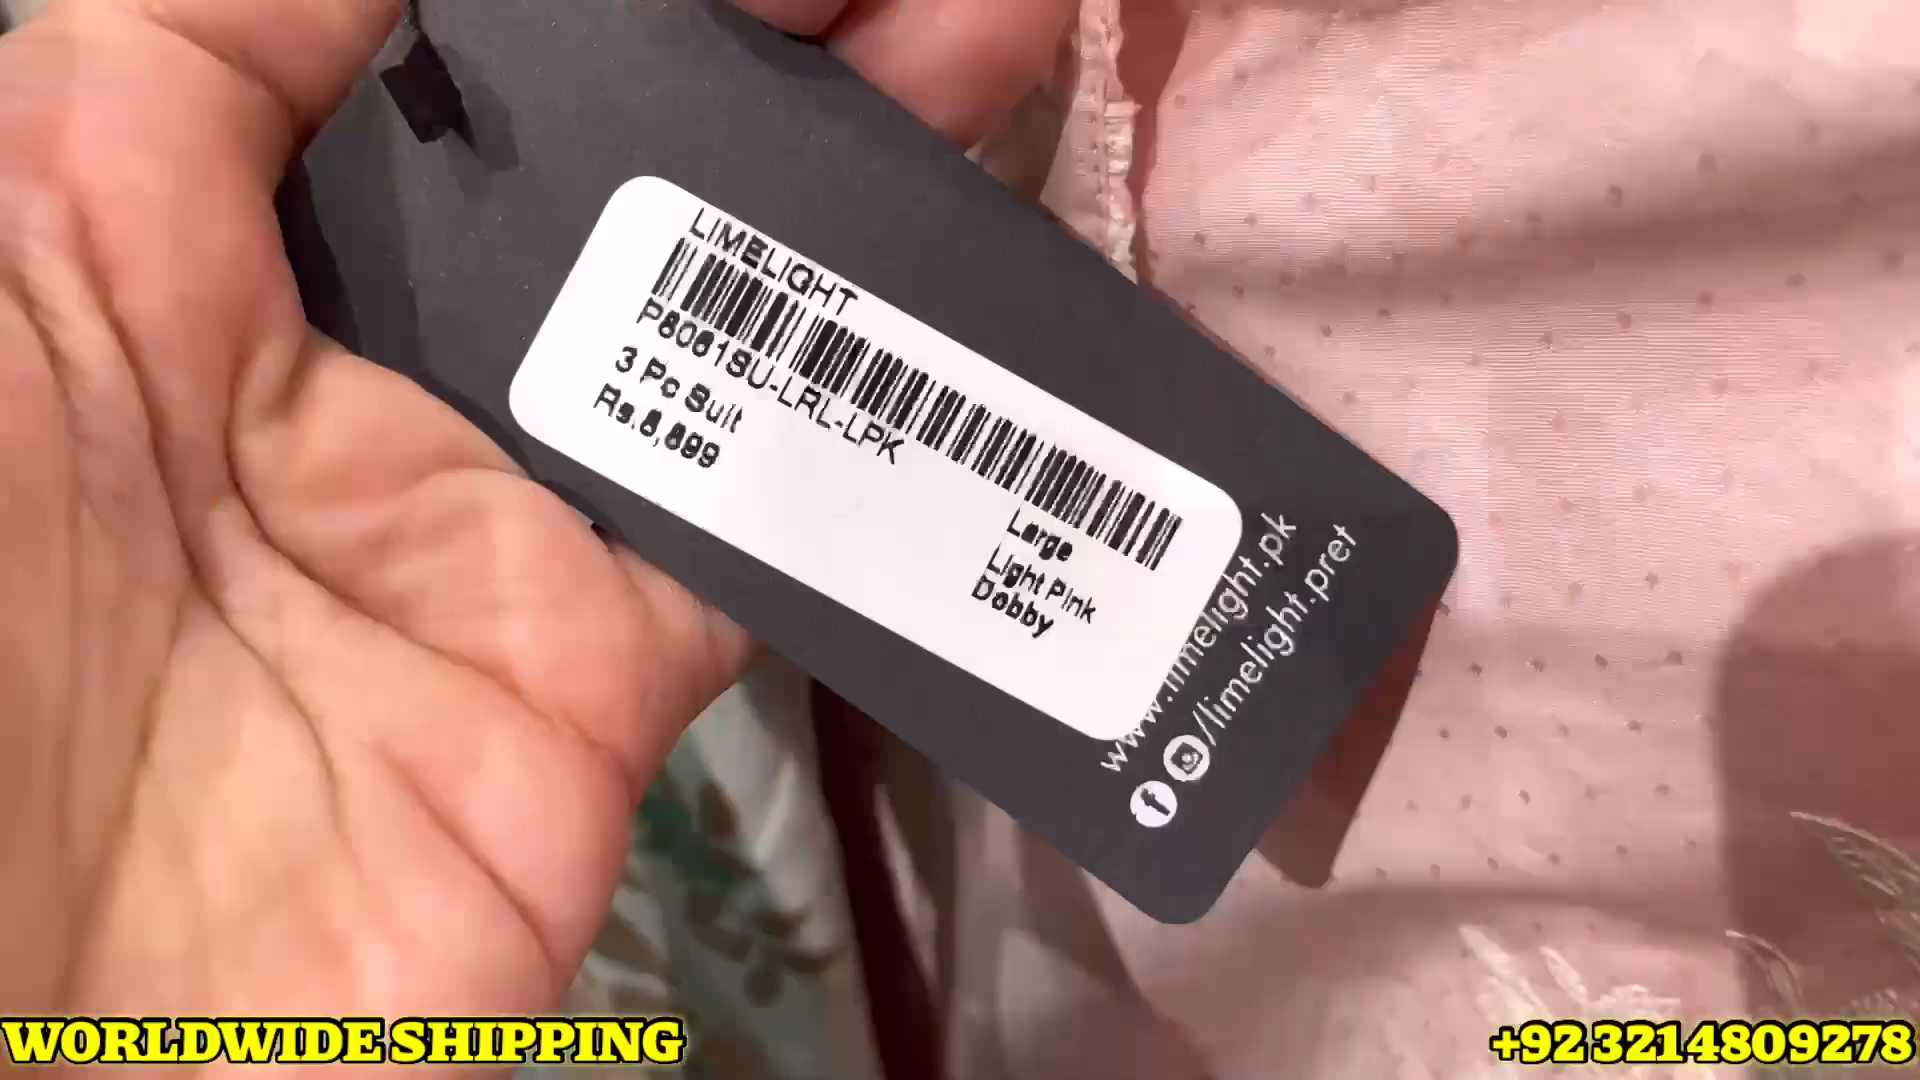 LIMELIGHT
P8061SU-LRL-LPK
3 Pc Suit
Large
Light Pink
Dobby
www.limelight.pk
/limelight.pret
WORLDWIDE SHIPPING
+92 3214809278